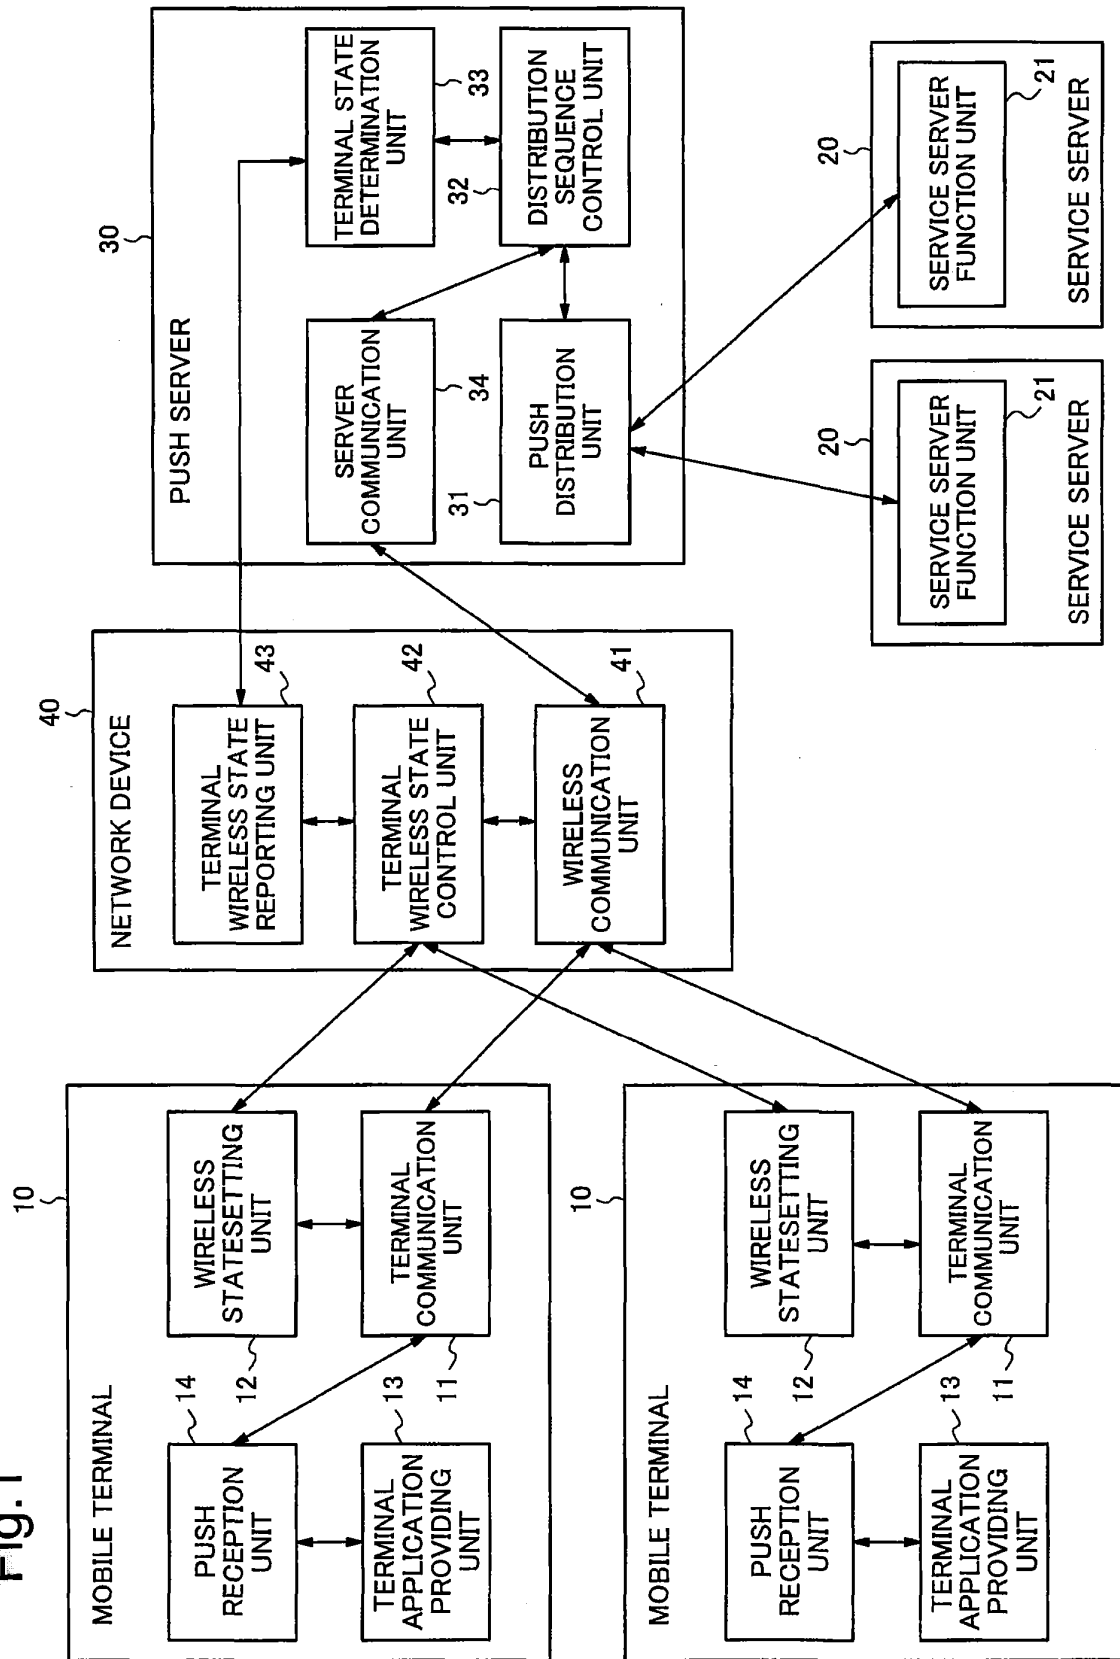 Fig.1
10
MOBILE TERMINAL
14
PUSH
RECEPTION
UNIT
12
WIRELESS
STATESETTING
UNIT
13
TERMINAL
APPLICATION
PROVIDING
UNIT
11
TERMINAL
COMMUNICATION
UNIT
10
MOBILE TERMINAL
14
PUSH
RECEPTION
UNIT
12
WIRELESS
STATESETTING
UNIT
13
TERMINAL
APPLICATION
PROVIDING
UNIT
11
TERMINAL
COMMUNICATION
UNIT
40
NETWORK DEVICE
TERMINAL
WIRELESS STATE
REPORTING UNIT
43
TERMINAL
WIRELESS STATE
CONTROL UNIT
42
WIRELESS
COMMUNICATION
UNIT
41
30
PUSH SERVER
SERVER
COMMUNICATION
UNIT
34
TERMINAL STATE
DETERMINATION
UNIT
33
31
PUSH
DISTRIBUTION
UNIT
32
DISTRIBUTION
SEQUENCE
CONTROL UNIT
20
SERVICE SERVER
FUNCTION UNIT
21
SERVICE SERVER
20
SERVICE SERVER
FUNCTION UNIT
21
SERVICE SERVER